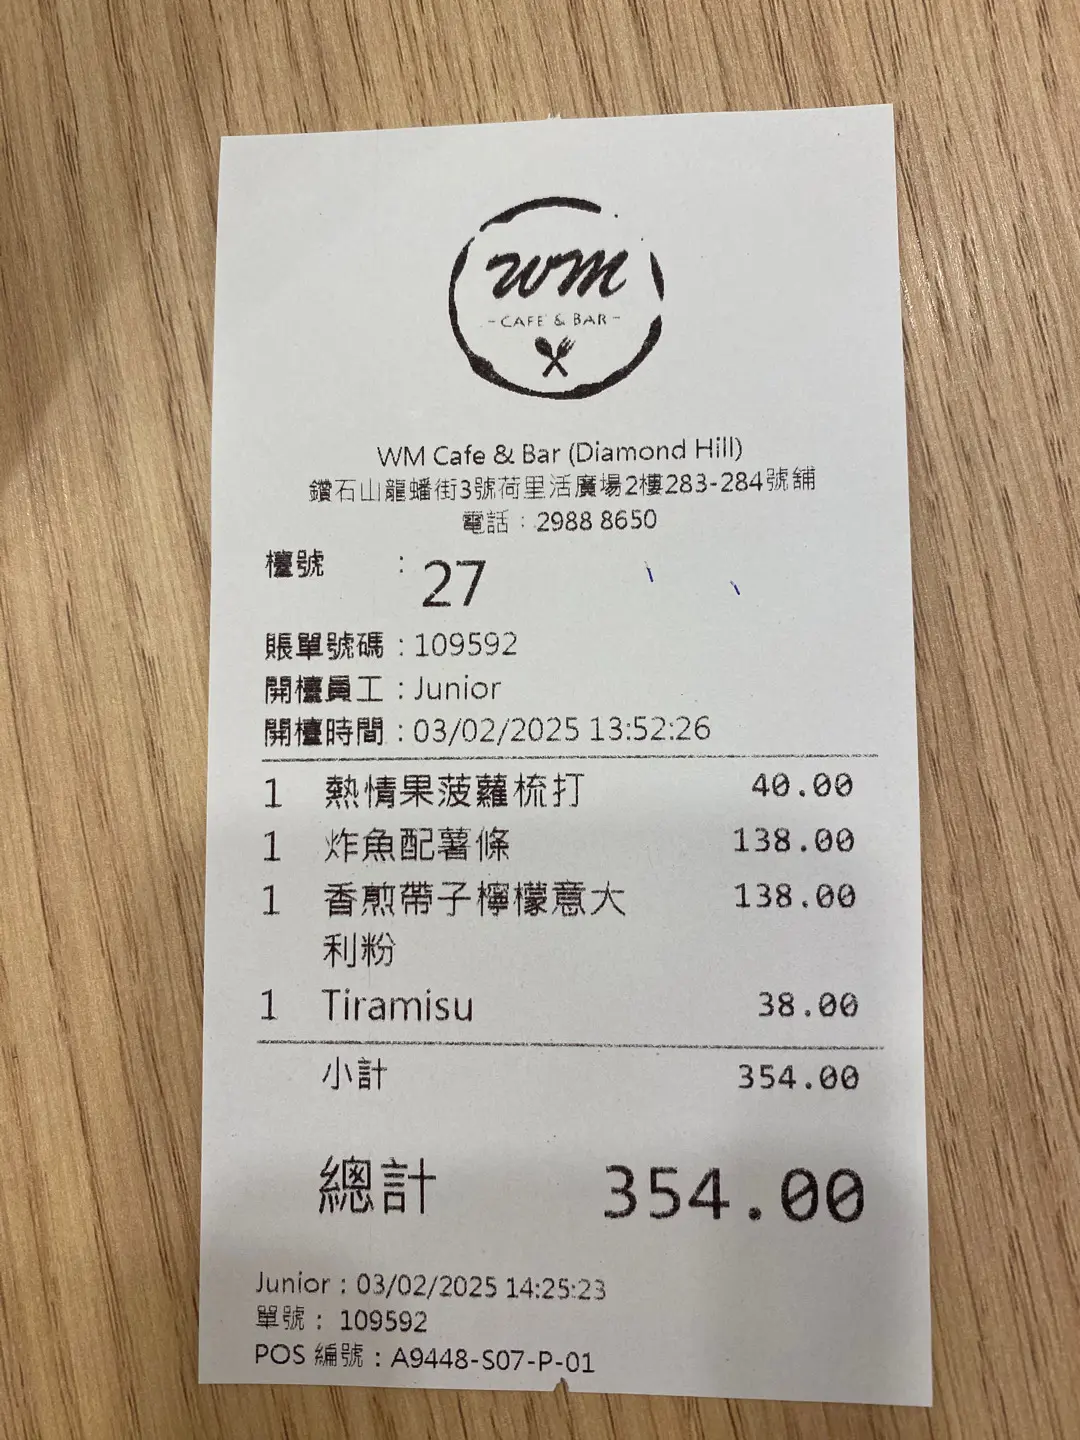 WM
- CAFE & BAR -
WM Cafe & Bar (Diamond Hill)
鑽石山龍蟠街3號荷里活廣場2樓283-284號舖
電話：2988 8650
檯號 : 27
賬單號碼 : 109592
開檯員工 : Junior
開檯時間 : 03/02/2025 13:52:26
1 熱情果菠蘿梳打 40.00
1 炸魚配薯條 138.00
1 香煎帶子檸檬意大 138.00
利粉
1 Tiramisu 38.00
小計 354.00
總計 354.00
Junior : 03/02/2025 14:25:23
單號： 109592
POS 編號：A9448-S07-P-01